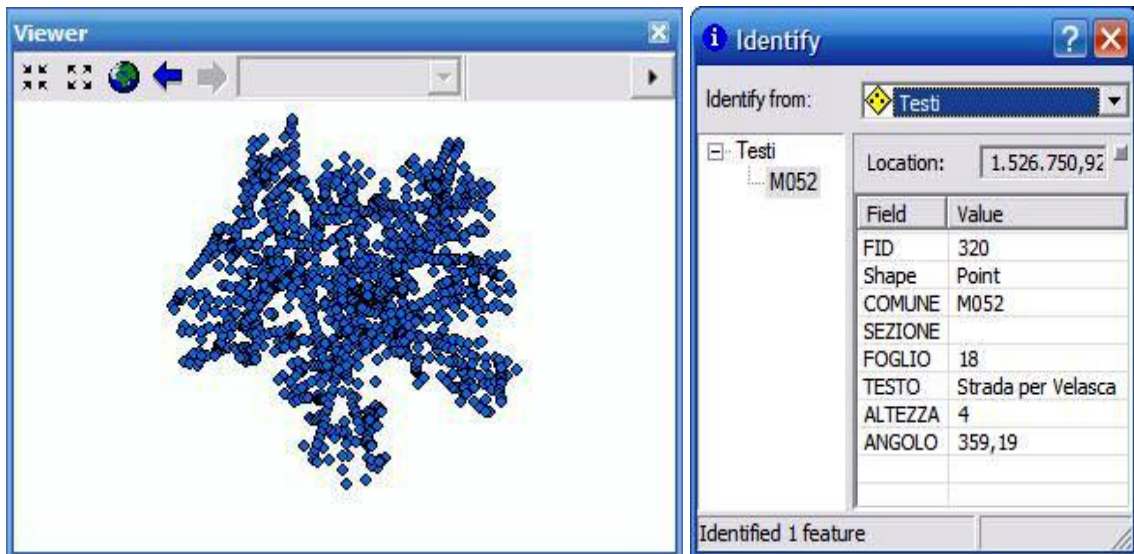 Viewer
Identify
Identify from: Testi
Testi
M052
Location: 1.526.750,92
Field Value
FID 320
Shape Point
COMUNE M052
SEZIONE
FOGLIO 18
TESTO Strada per Velasca
ALTEZZA 4
ANGOLO 359,19
Identified 1 feature